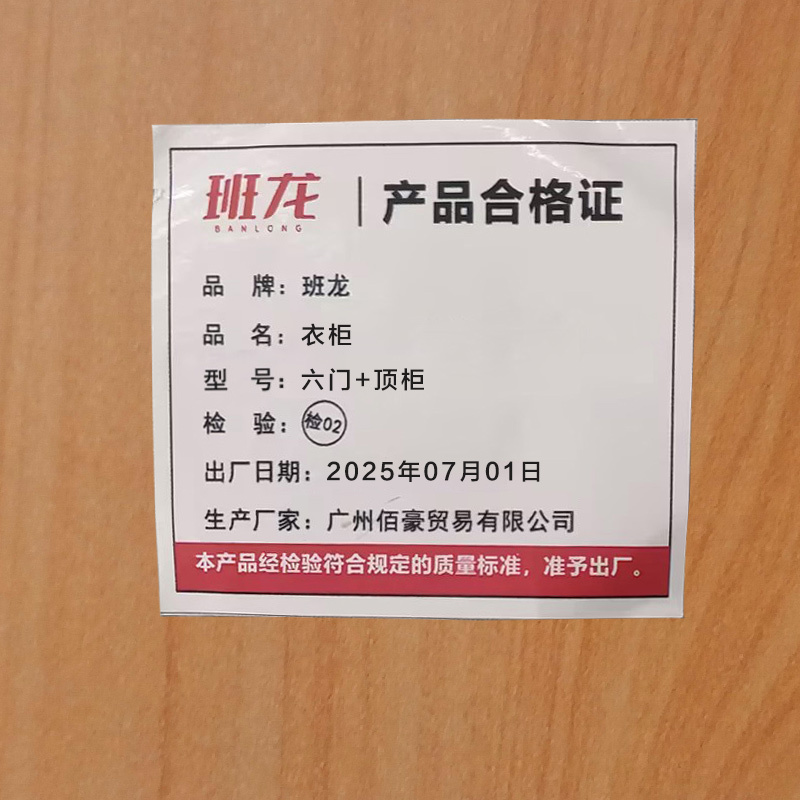 班龙 | 产品合格证
BANLONG
品 牌：班龙
品 名：衣柜
型 号：六门+顶柜
检 验：检02
出厂日期：2025年07月01日
生产厂家：广州佰豪贸易有限公司
本产品经检验符合规定的质量标准，准予出厂。